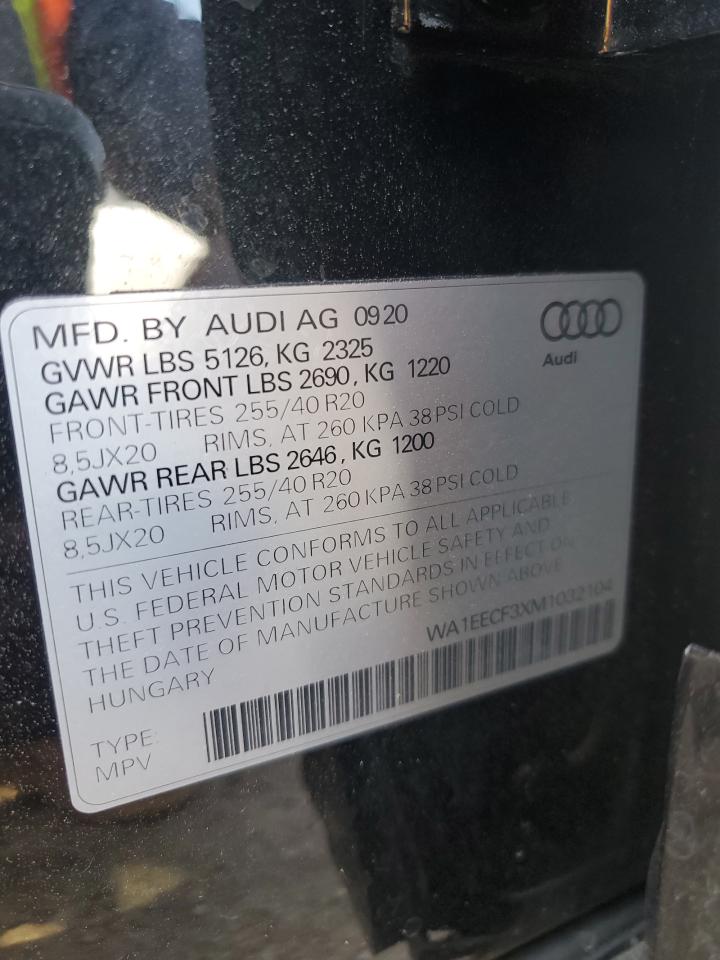 MFD. BY AUDI AG 0920
GVWR LBS 5126, KG 2325
GAWR FRONT LBS 2690, KG 1220
FRONT-TIRES 255/40 R20
8,5JX20 RIMS, AT 260 KPA 38 PSI COLD
GAWR REAR LBS 2646, KG 1200
REAR-TIRES 255/40 R20
8,5JX20 RIMS, AT 260 KPA 38 PSI COLD
Audi
THIS VEHICLE CONFORMS TO ALL APPLICABLE
U.S. FEDERAL MOTOR VEHICLE SAFETY AND
THEFT PREVENTION STANDARDS IN EFFECT ON
THE DATE OF MANUFACTURE SHOWN ABOVE
HUNGARY
WA1EECF3XM1032104
TYPE:
MPV